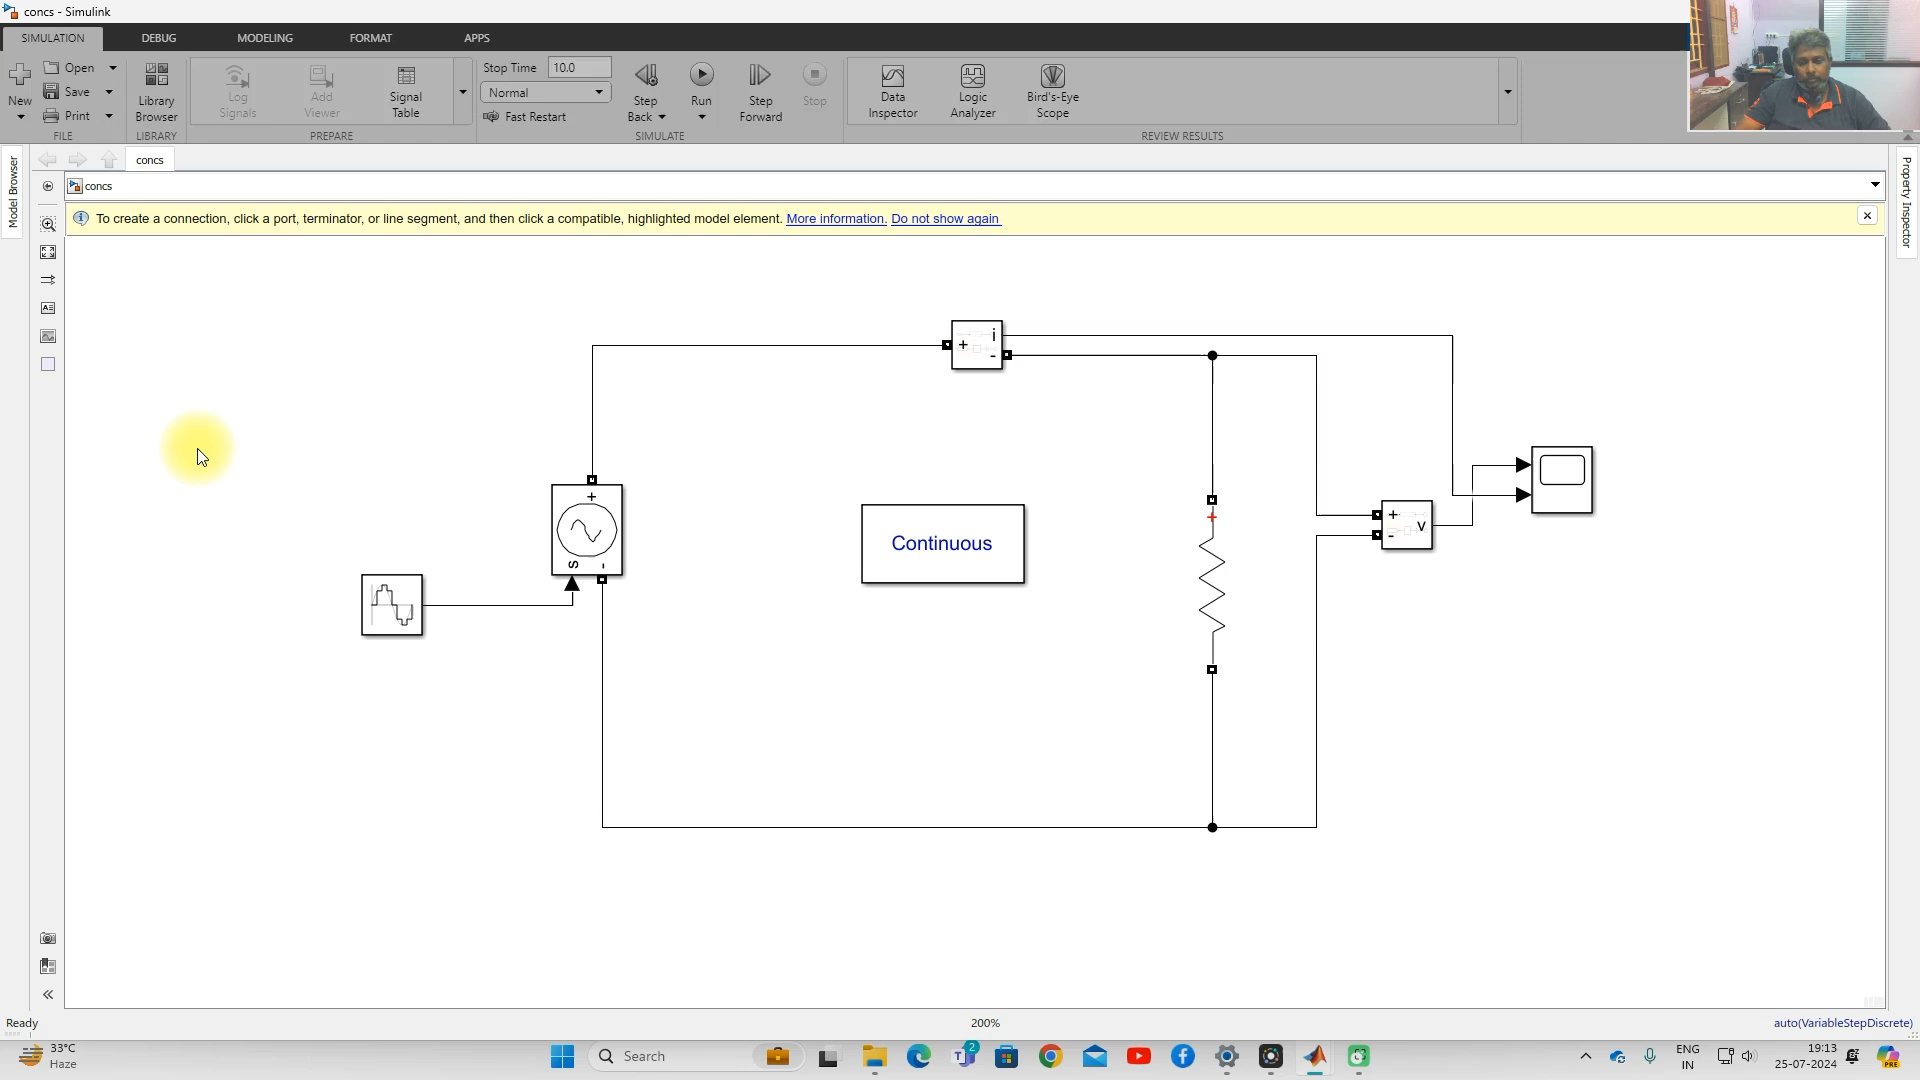 concs - Simulink
SIMULATION DEBUG MODELING FORMAT APPS
New
Open
Save
Print
FILE
Library
Browser
LIBRARY
Log
Signals
Add
Viewer
Signal
Table
PREPARE
Stop Time 10.0
Normal
Fast Restart
Step
Back
Run
Step
Forward
Stop
SIMULATE
Data
Inspector
Logic
Analyzer
Bird's-Eye
Scope
REVIEW RESULTS
Model Browser
Property Inspector
concs
concs
To create a connection, click a port, terminator, or line segment, and then click a compatible, highlighted model element. More information. Do not show again
+ i
-
+
s -
Continuous
+
+ v
-
Ready
200%
auto(VariableStepDiscrete)
33°C
Haze
Search
2
ENG
IN
19:13
25-07-2024
PRE